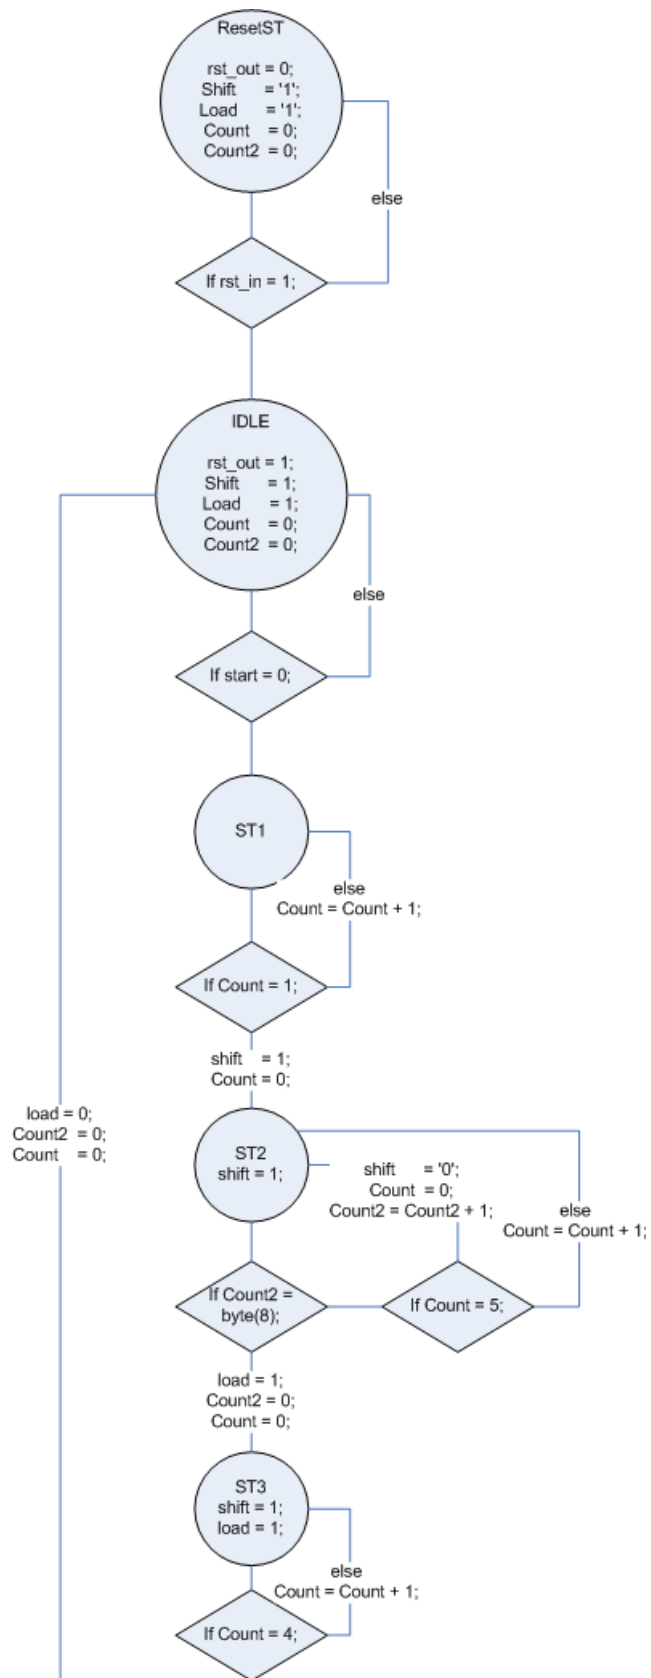 ResetST
rst_out = 0;
Shift = '1';
Load = '1';
Count = 0;
Count2 = 0;
else
If rst_in = 1;
IDLE
rst_out = 1;
Shift = 1;
Load = 1;
Count = 0;
Count2 = 0;
else
If start = 0;
ST1
else
Count = Count + 1;
If Count = 1;
shift = 1;
Count = 0;
load = 0;
Count2 = 0;
Count = 0;
ST2
shift = 1;
shift = '0';
Count = 0;
Count2 = Count2 + 1;
else
Count = Count + 1;
If Count2 =
byte(8);
If Count = 5;
load = 1;
Count2 = 0;
Count = 0;
ST3
shift = 1;
load = 1;
else
Count = Count + 1;
If Count = 4;